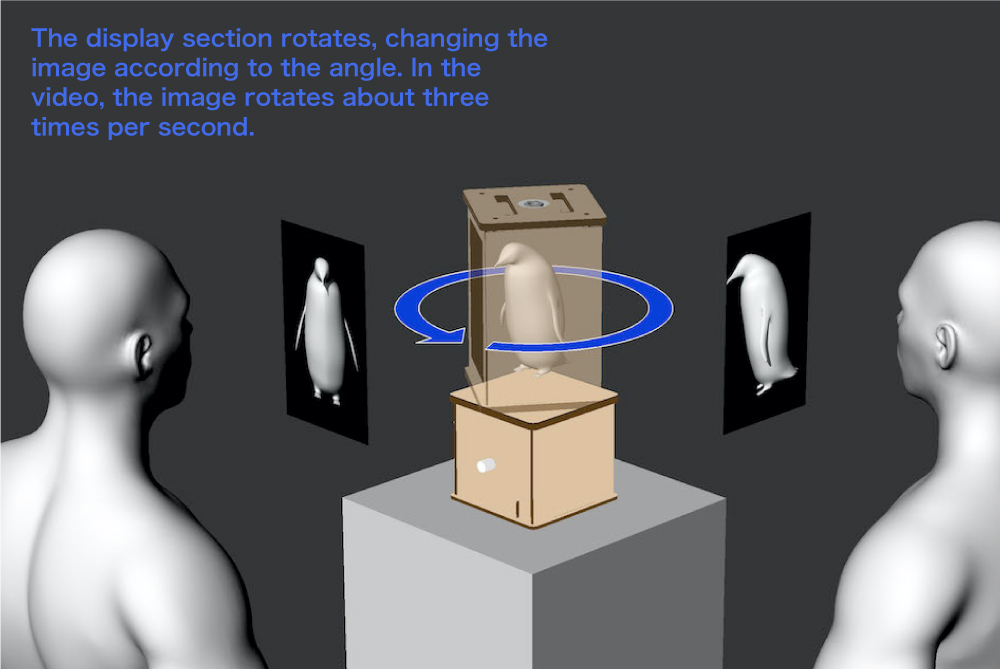 The display section rotates, changing the
image according to the angle. In the
video, the image rotates about three
times per second.